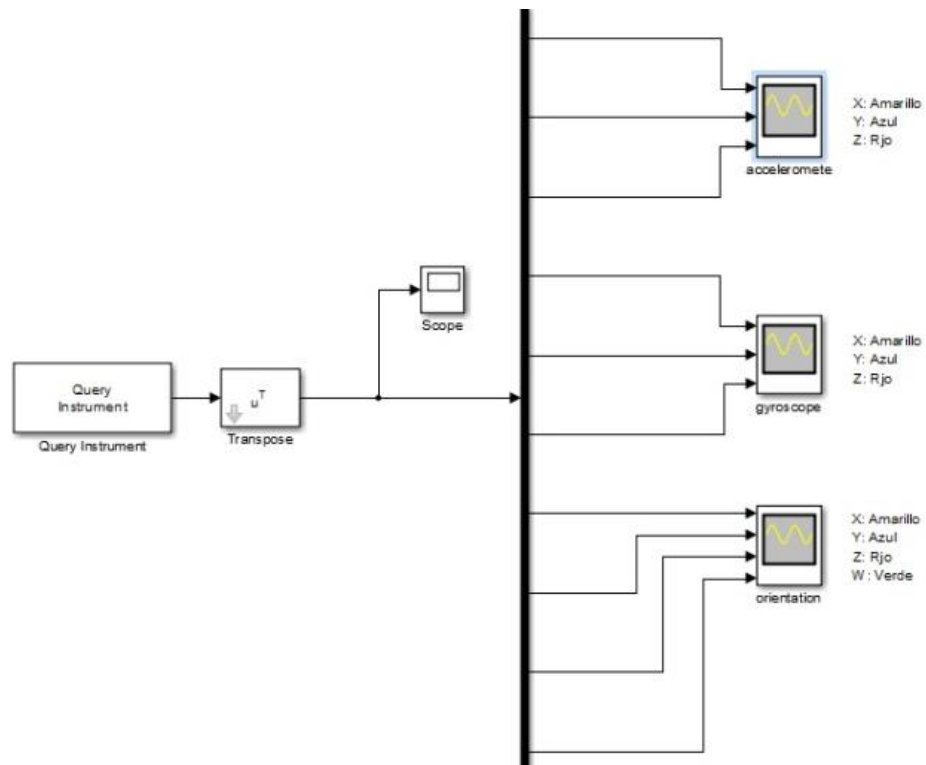 X: Amarillo
Y: Azul
Z: Rjo
acceleromete
Scope
Query
Instrument
Query Instrument
u^T
Transpose
X: Amarillo
Y: Azul
Z: Rjo
gyroscope
X: Amarillo
Y: Azul
Z: Rjo
W : Verde
orientation